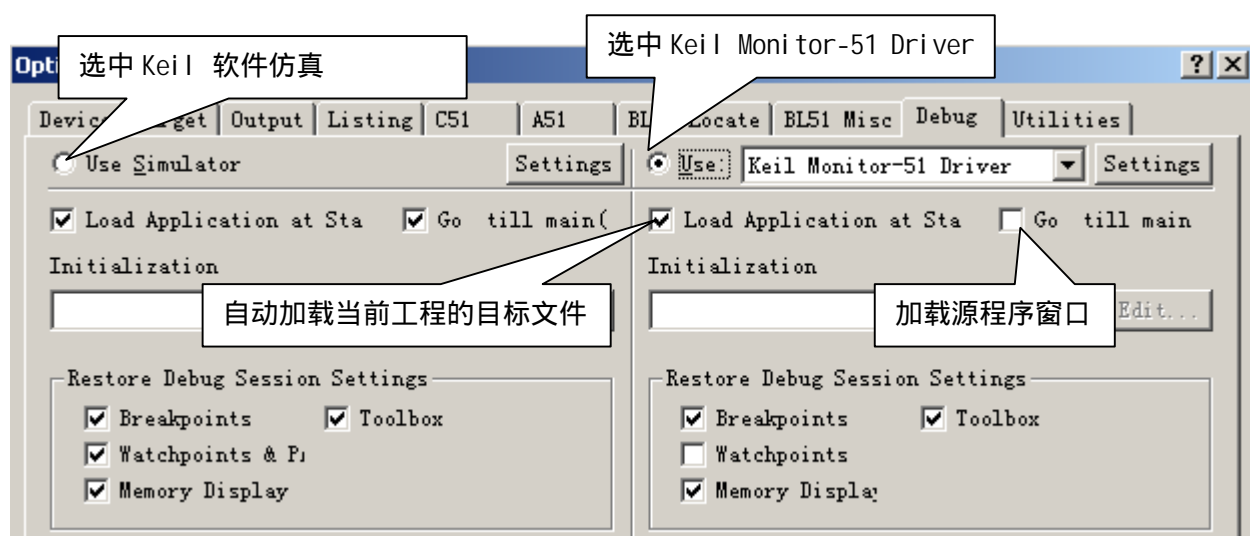 选中 Keil 软件仿真
选中 Keil Monitor-51 Driver
Opti
Device
rget
Output
Listing
C51
A51
BL
Locate
BL51 Misc
Debug
Utilities
Use Simulator
Settings
Use:
Keil Monitor-51 Driver
Settings
Load Application at Sta
Go till main(
Load Application at Sta
Go till main
Initialization
Initialization
自动加载当前工程的目标文件
加载源程序窗口
Edit...
Restore Debug Session Settings
Restore Debug Session Settings
Breakpoints
Toolbox
Breakpoints
Toolbox
Watchpoints &
Watchpoints
Memory Display
Memory Display